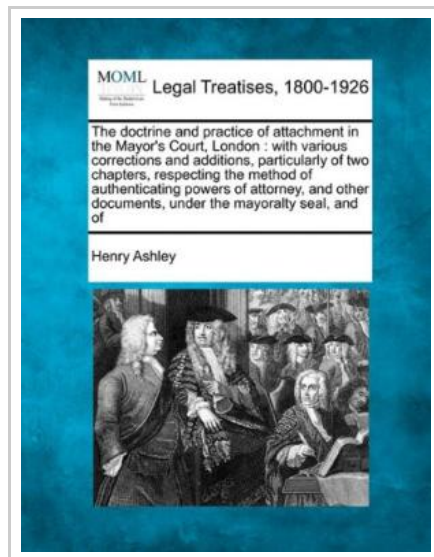 MOML
Legal Treatises, 1800-1926
The doctrine and practice of attachment in
the Mayor's Court, London : with various
corrections and additions, particularly of two
chapters, respecting the method of
authenticating powers of attorney, and other
documents, under the mayoralty seal, and
of
Henry Ashley